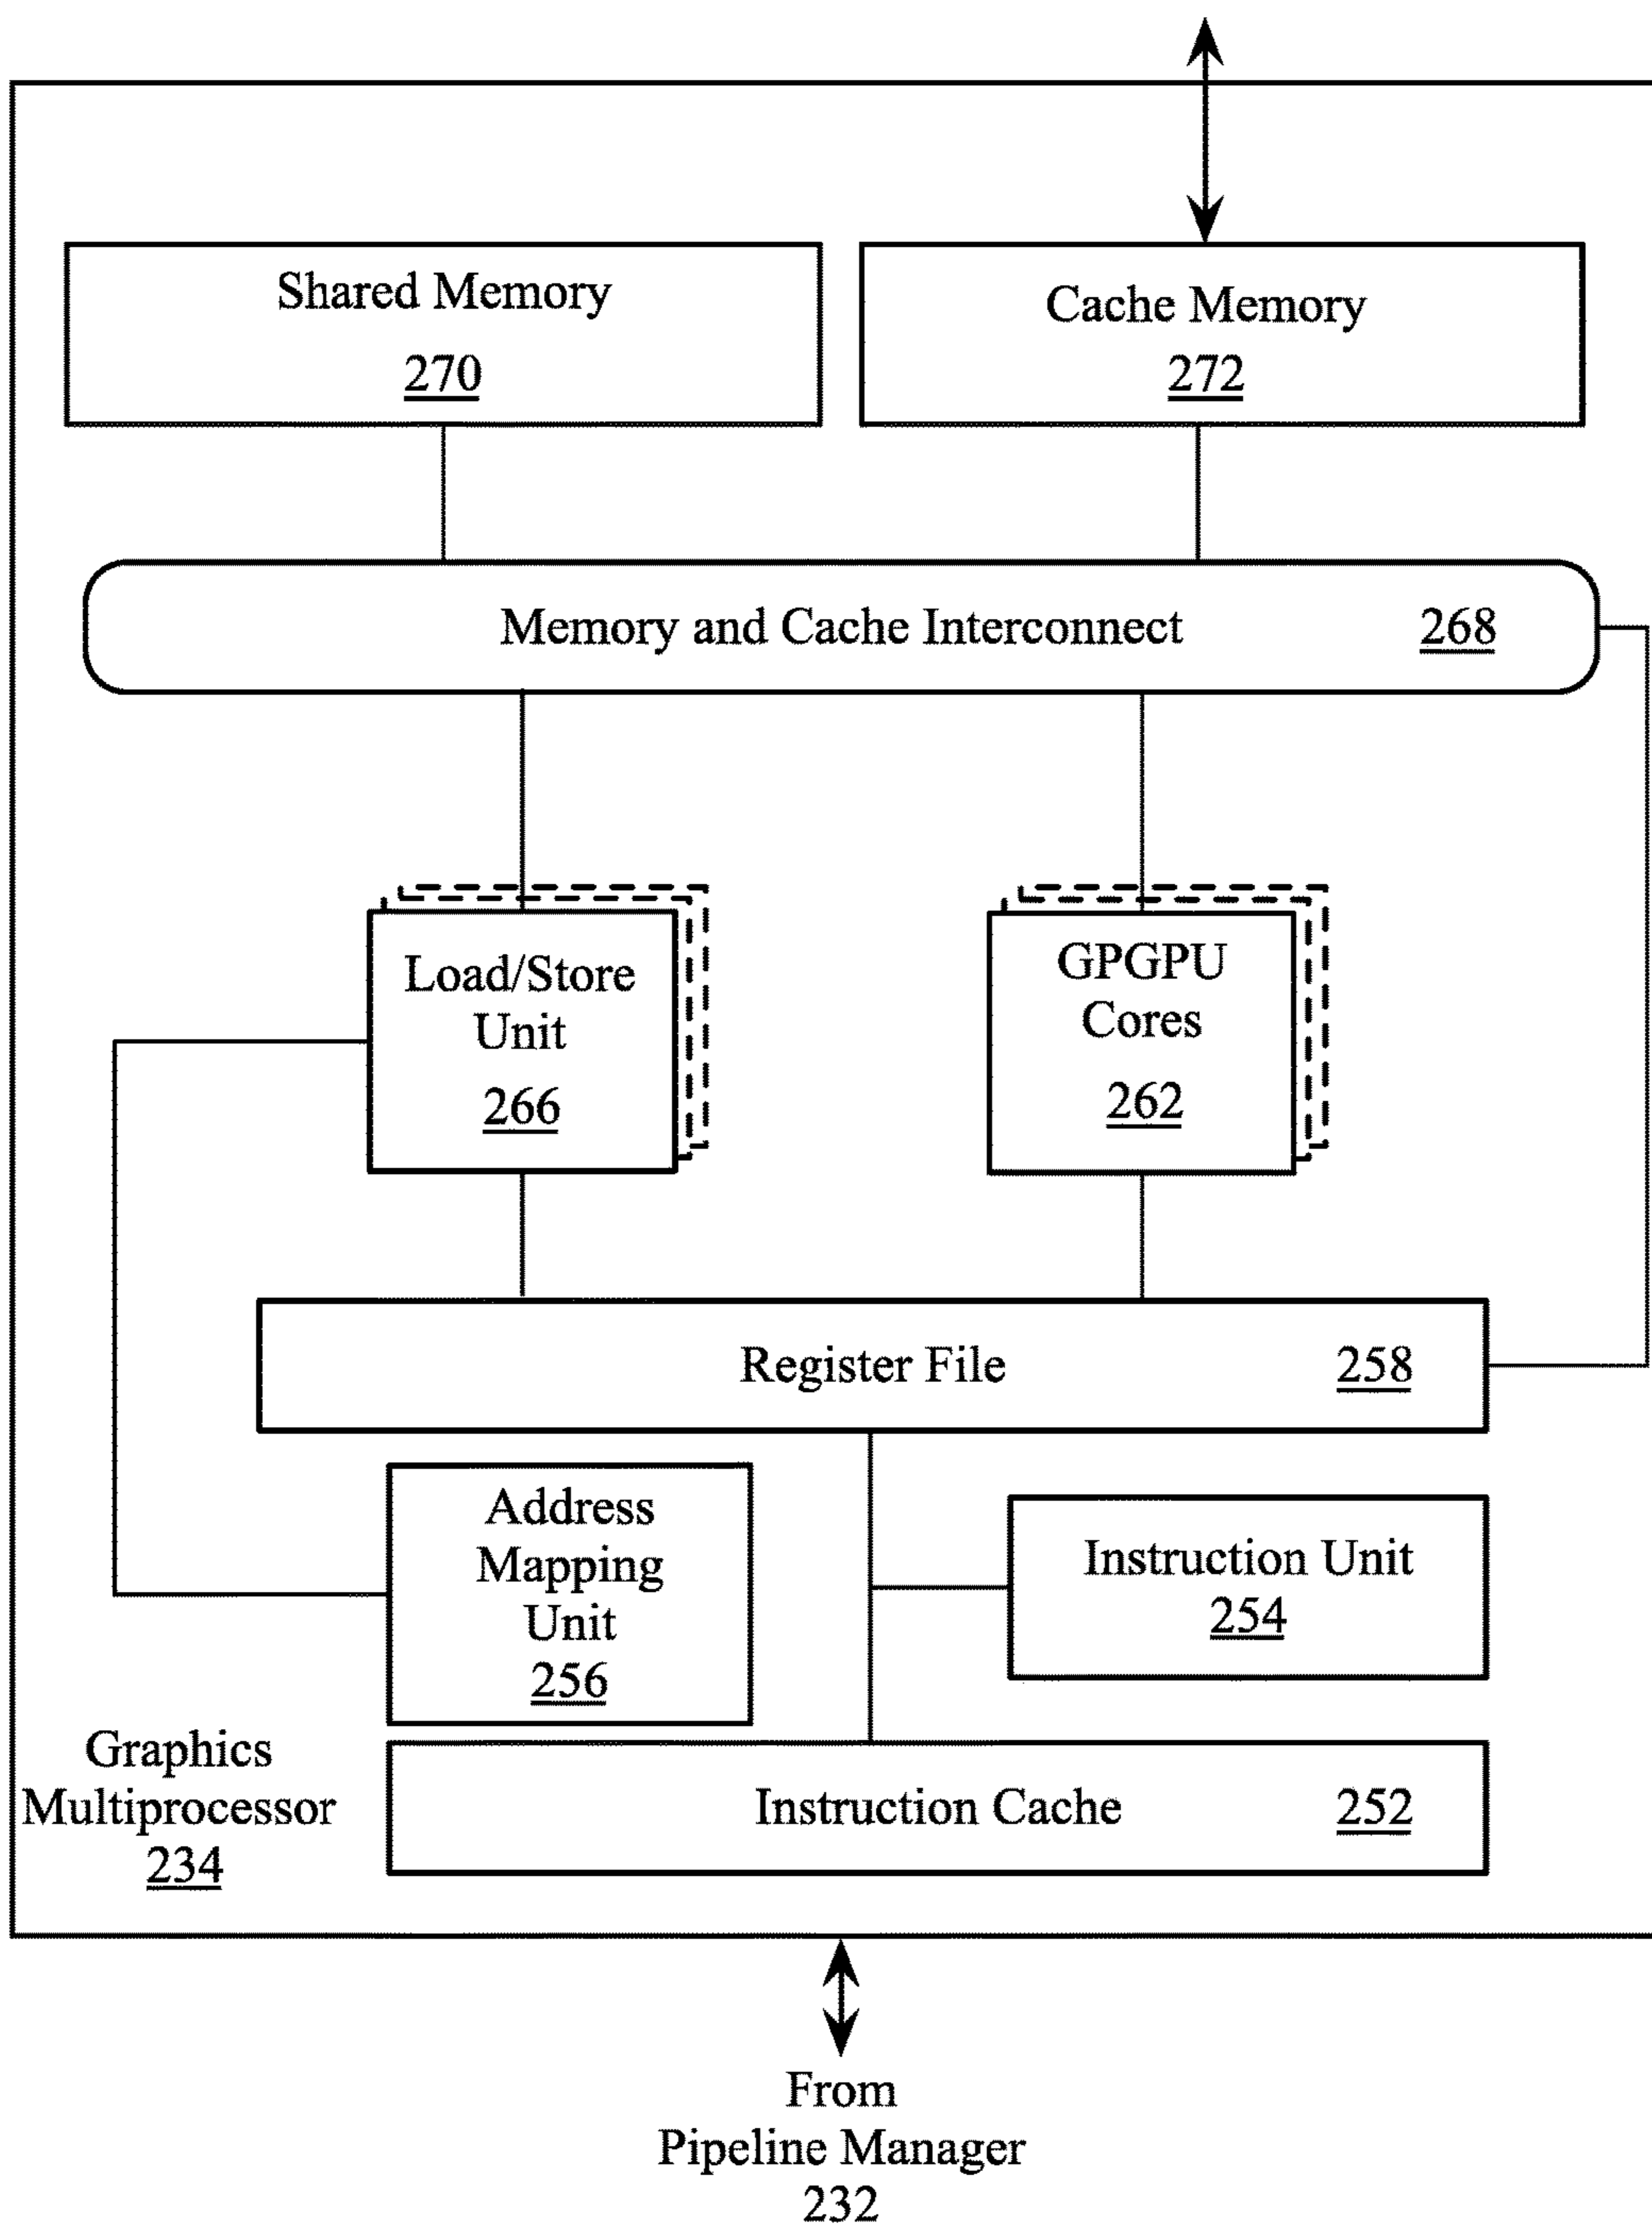 Shared Memory
270
Cache Memory
272
Memory and Cache Interconnect 268
Load/Store
Unit
266
GPGPU
Cores
262
Register File 258
Address
Mapping
Unit
256
Instruction Unit
254
Graphics
Multiprocessor
234
Instruction Cache 252
From
Pipeline Manager
232